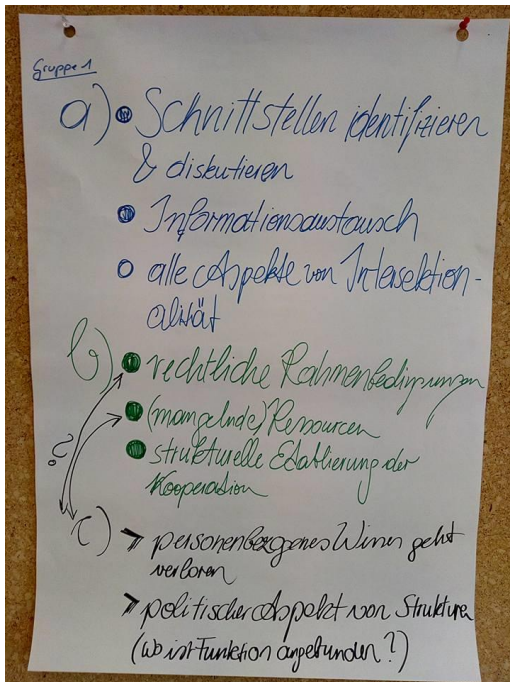 Gruppe 1
a) Schnittstellen identifizieren
& diskutieren
Informationsaustausch
alle Aspekte von Intersektion-
alität
b) rechtliche Rahmenbedingungen
(mangelnde) Ressourcen
strukturelle Etablierung der
Kooperation
?
c) > personenbezogenes Wissen geht
verloren
> politischer Aspekt von Strukturen
(Wo ist Funktion angebunden?)